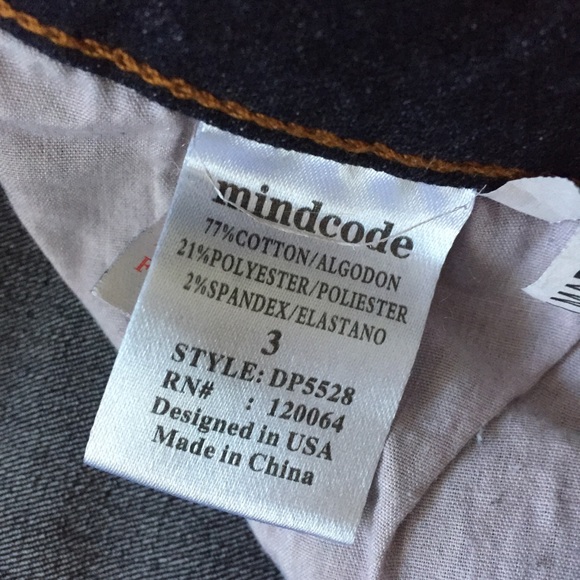 mindcode
77%COTTON/ALGODON
21%POLYESTER/POLIESTER
2%SPANDEX/ELASTANO
3
STYLE: DP5528
RN# : 120064
Designed in USA
Made in China